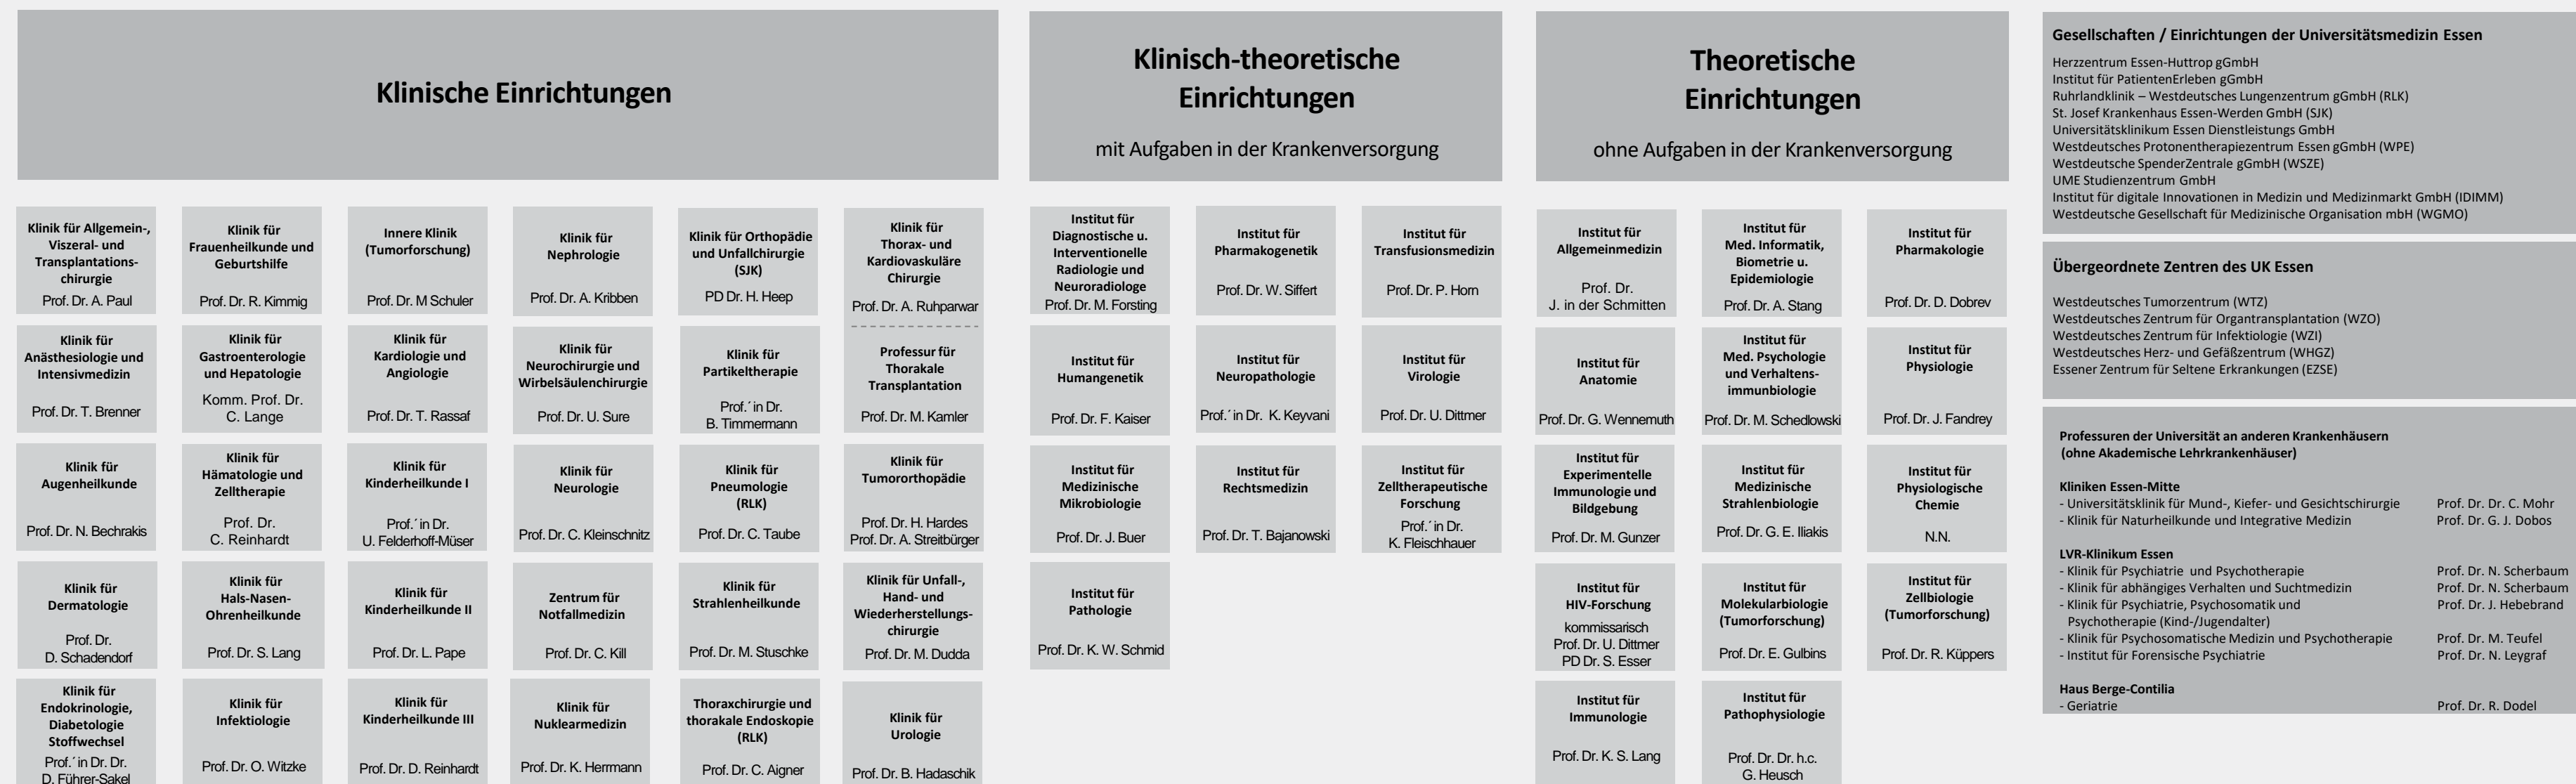 Klinische Einrichtungen
Klinik für Allgemein-,
Viszeral- und
Transplantations-
chirurgie
Prof. Dr. A. Paul
Klinik für
Frauenheilkunde und
Geburtshilfe
Prof. Dr. R. Kimmig
Innere Klinik
(Tumorforschung)
Prof. Dr. M Schuler
Klinik für
Nephrologie
Prof. Dr. A. Kribben
Klinik für Orthopädie
und Unfallchirurgie
(SJK)
PD Dr. H. Heep
Klinik für
Thorax- und
Kardiovaskuläre
Chirurgie
Prof. Dr. A. Ruhparwar
Klinik für
Anästhesiologie und
Intensivmedizin
Prof. Dr. T. Brenner
Klinik für
Gastroenterologie
und Hepatologie
Komm. Prof. Dr.
C. Lange
Klinik für
Kardiologie und
Angiologie
Prof. Dr. T. Rassaf
Klinik für
Neurochirurgie und
Wirbelsäulenchirurgie
Prof. Dr. U. Sure
Klinik für
Partikeltherapie
Prof.´in Dr.
B. Timmermann
Professur für
Thorakale
Transplantation
Prof. Dr. M. Kamler
Klinik für
Augenheilkunde
Prof. Dr. N. Bechrakis
Klinik für
Hämatologie und
Zelltherapie
Prof. Dr.
C. Reinhardt
Klinik für
Kinderheilkunde I
Prof.´in Dr.
U. Felderhoff-Müser
Klinik für
Neurologie
Prof. Dr. C. Kleinschnitz
Klinik für
Pneumologie
(RLK)
Prof. Dr. C. Taube
Klinik für
Tumororthopädie
Prof. Dr. H. Hardes
Prof. Dr. A. Streitbürger
Klinik für
Dermatologie
Prof. Dr.
D. Schadendorf
Klinik für
Hals-Nasen-
Ohrenheilkunde
Prof. Dr. S. Lang
Klinik für
Kinderheilkunde II
Prof. Dr. L. Pape
Zentrum für
Notfallmedizin
Prof. Dr. C. Kill
Klinik für
Strahlenheilkunde
Prof. Dr. M. Stuschke
Klinik für Unfall-,
Hand- und
Wiederherstellungs-
chirurgie
Prof. Dr. M. Dudda
Klinik für
Endokrinologie,
Diabetologie
Stoffwechsel
Prof.´in Dr. Dr.
D. Führer-Sakel
Klinik für
Infektiologie
Prof. Dr. O. Witzke
Klinik für
Kinderheilkunde III
Prof. Dr. D. Reinhardt
Klinik für
Nuklearmedizin
Prof. Dr. K. Herrmann
Thoraxchirurgie und
thorakale Endoskopie
(RLK)
Prof. Dr. C. Aigner
Klinik für
Urologie
Prof. Dr. B. Hadaschik
Klinisch-theoretische
Einrichtungen
mit Aufgaben in der Krankenversorgung
Institut für
Diagnostische u.
Interventionelle
Radiologie und
Neuroradiologe
Prof. Dr. M. Forsting
Institut für
Pharmakogenetik
Prof. Dr. W. Siffert
Institut für
Transfusionsmedizin
Prof. Dr. P. Horn
Institut für
Humangenetik
Prof. Dr. F. Kaiser
Institut für
Neuropathologie
Prof.´in Dr. K. Keyvani
Institut für
Virologie
Prof. Dr. U. Dittmer
Institut für
Medizinische
Mikrobiologie
Prof. Dr. J. Buer
Institut für
Rechtsmedizin
Prof. Dr. T. Bajanowski
Institut für
Zelltherapeutische
Forschung
Prof.´in Dr.
K. Fleischhauer
Institut für
Pathologie
Prof. Dr. K. W. Schmid
Theoretische
Einrichtungen
ohne Aufgaben in der Krankenversorgung
Institut für
Allgemeinmedizin
Prof. Dr.
J. in der Schmitten
Institut für
Med. Informatik,
Biometrie u.
Epidemiologie
Prof. Dr. A. Stang
Institut für
Pharmakologie
Prof. Dr. D. Dobrev
Institut für
Anatomie
Prof. Dr. G. Wennemuth
Institut für
Med. Psychologie
und Verhaltens-
immunbiologie
Prof. Dr. M. Schedlowski
Institut für
Physiologie
Prof. Dr. J. Fandrey
Institut für
Experimentelle
Immunologie und
Bildgebung
Prof. Dr. M. Gunzer
Institut für
Medizinische
Strahlenbiologie
Prof. Dr. G. E. Iliakis
Institut für
Physiologische
Chemie
N.N.
Institut für
HIV-Forschung
kommissarisch
Prof. Dr. U. Dittmer
PD Dr. S. Esser
Institut für
Molekularbiologie
(Tumorforschung)
Prof. Dr. E. Gulbins
Institut für
Zellbiologie
(Tumorforschung)
Prof. Dr. R. Küppers
Institut für
Immunologie
Prof. Dr. K. S. Lang
Institut für
Pathophysiologie
Prof. Dr. Dr. h.c.
G. Heusch
Gesellschaften / Einrichtungen der Universitätsmedizin Essen
Herzzentrum Essen-Huttrop gGmbH
Institut für PatientenErleben gGmbH
Ruhrlandklinik – Westdeutsches Lungenzentrum gGmbH (RLK)
St. Josef Krankenhaus Essen-Werden GmbH (SJK)
Universitätsklinikum Essen Dienstleistungs GmbH
Westdeutsches Protonentherapiezentrum Essen gGmbH (WPE)
Westdeutsche SpenderZentrale gGmbH (WSZE)
UME Studienzentrum GmbH
Institut für digitale Innovationen in Medizin und Medizinmarkt GmbH (IDIMM)
Westdeutsche Gesellschaft für Medizinische Organisation mbH (WGMO)
Übergeordnete Zentren des UK Essen
Westdeutsches Tumorzentrum (WTZ)
Westdeutsches Zentrum für Organtransplantation (WZO)
Westdeutsches Zentrum für Infektiologie (WZI)
Westdeutsches Herz- und Gefäßzentrum (WHGZ)
Essener Zentrum für Seltene Erkrankungen (EZSE)
Professuren der Universität an anderen Krankenhäusern
(ohne Akademische Lehrkrankenhäuser)
Kliniken Essen-Mitte
- Universitätsklinik für Mund-, Kiefer- und Gesichtschirurgie Prof. Dr. Dr. C. Mohr
- Klinik für Naturheilkunde und Integrative Medizin Prof. Dr. G. J. Dobos
LVR-Klinikum Essen
- Klinik für Psychiatrie und Psychotherapie Prof. Dr. N. Scherbaum
- Klinik für abhängiges Verhalten und Suchtmedizin Prof. Dr. N. Scherbaum
- Klinik für Psychiatrie, Psychosomatik und Prof. Dr. J. Hebebrand
Psychotherapie (Kind-/Jugendalter)
- Klinik für Psychosomatische Medizin und Psychotherapie Prof. Dr. M. Teufel
- Institut für Forensische Psychiatrie Prof. Dr. N. Leygraf
Haus Berge-Contilia
- Geriatrie Prof. Dr. R. Dodel